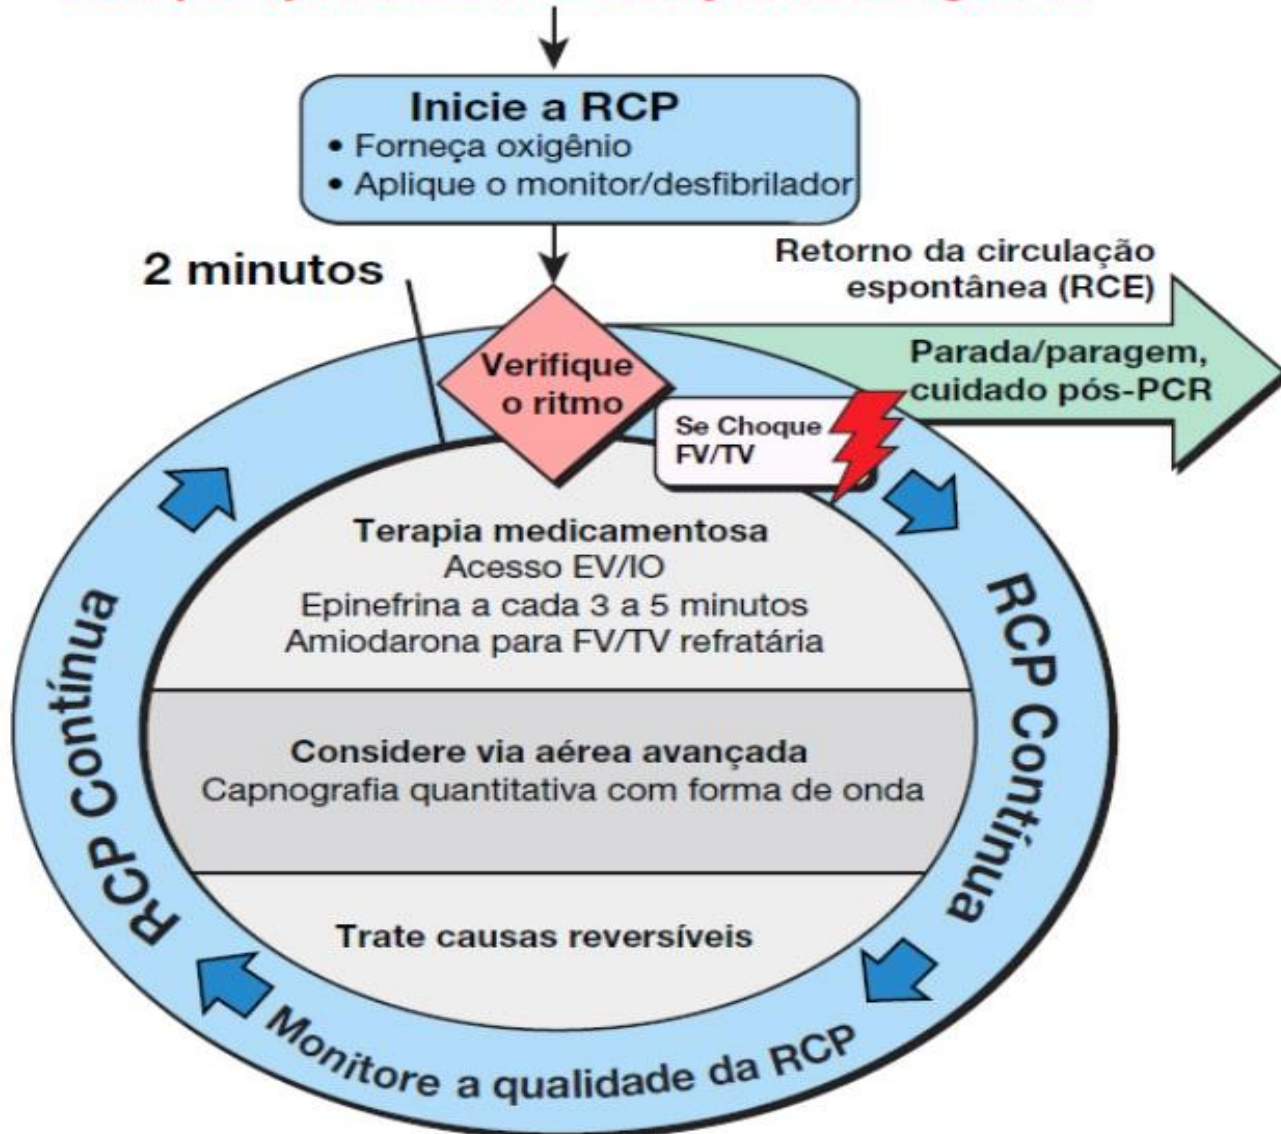 Inicie a RCP
• Forneça oxigênio
• Aplique o monitor/desfibrilador
2 minutos
Retorno da circulação
espontânea (RCE)
Verifique
o ritmo
Parada/paragem,
cuidado pós-PCR
Se Choque
FV/TV
Terapia medicamentosa
Acesso EV/IO
Epinefrina a cada 3 a 5 minutos
Amiodarona para FV/TV refratária
RCP Contínua
RCP Contínua
Considere via aérea avançada
Capnografia quantitativa com forma de onda
Trate causas reversíveis
Monitore a qualidade da RCP